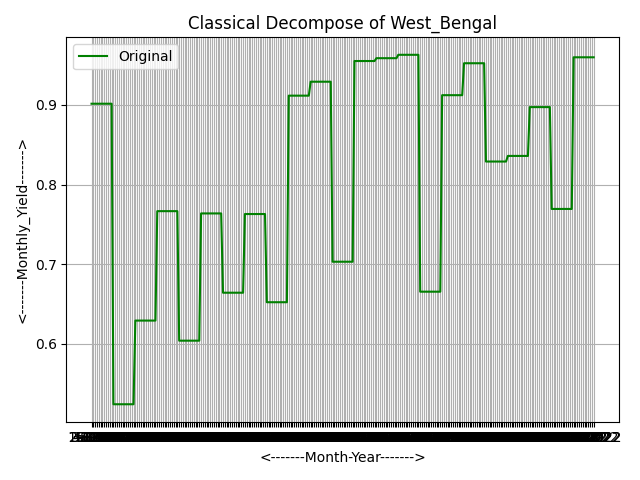 Classical Decompose of West_Bengal
Original
0.9
0.8
0.7
0.6
<------Monthly_Yield------->
<-------Month-Year------->